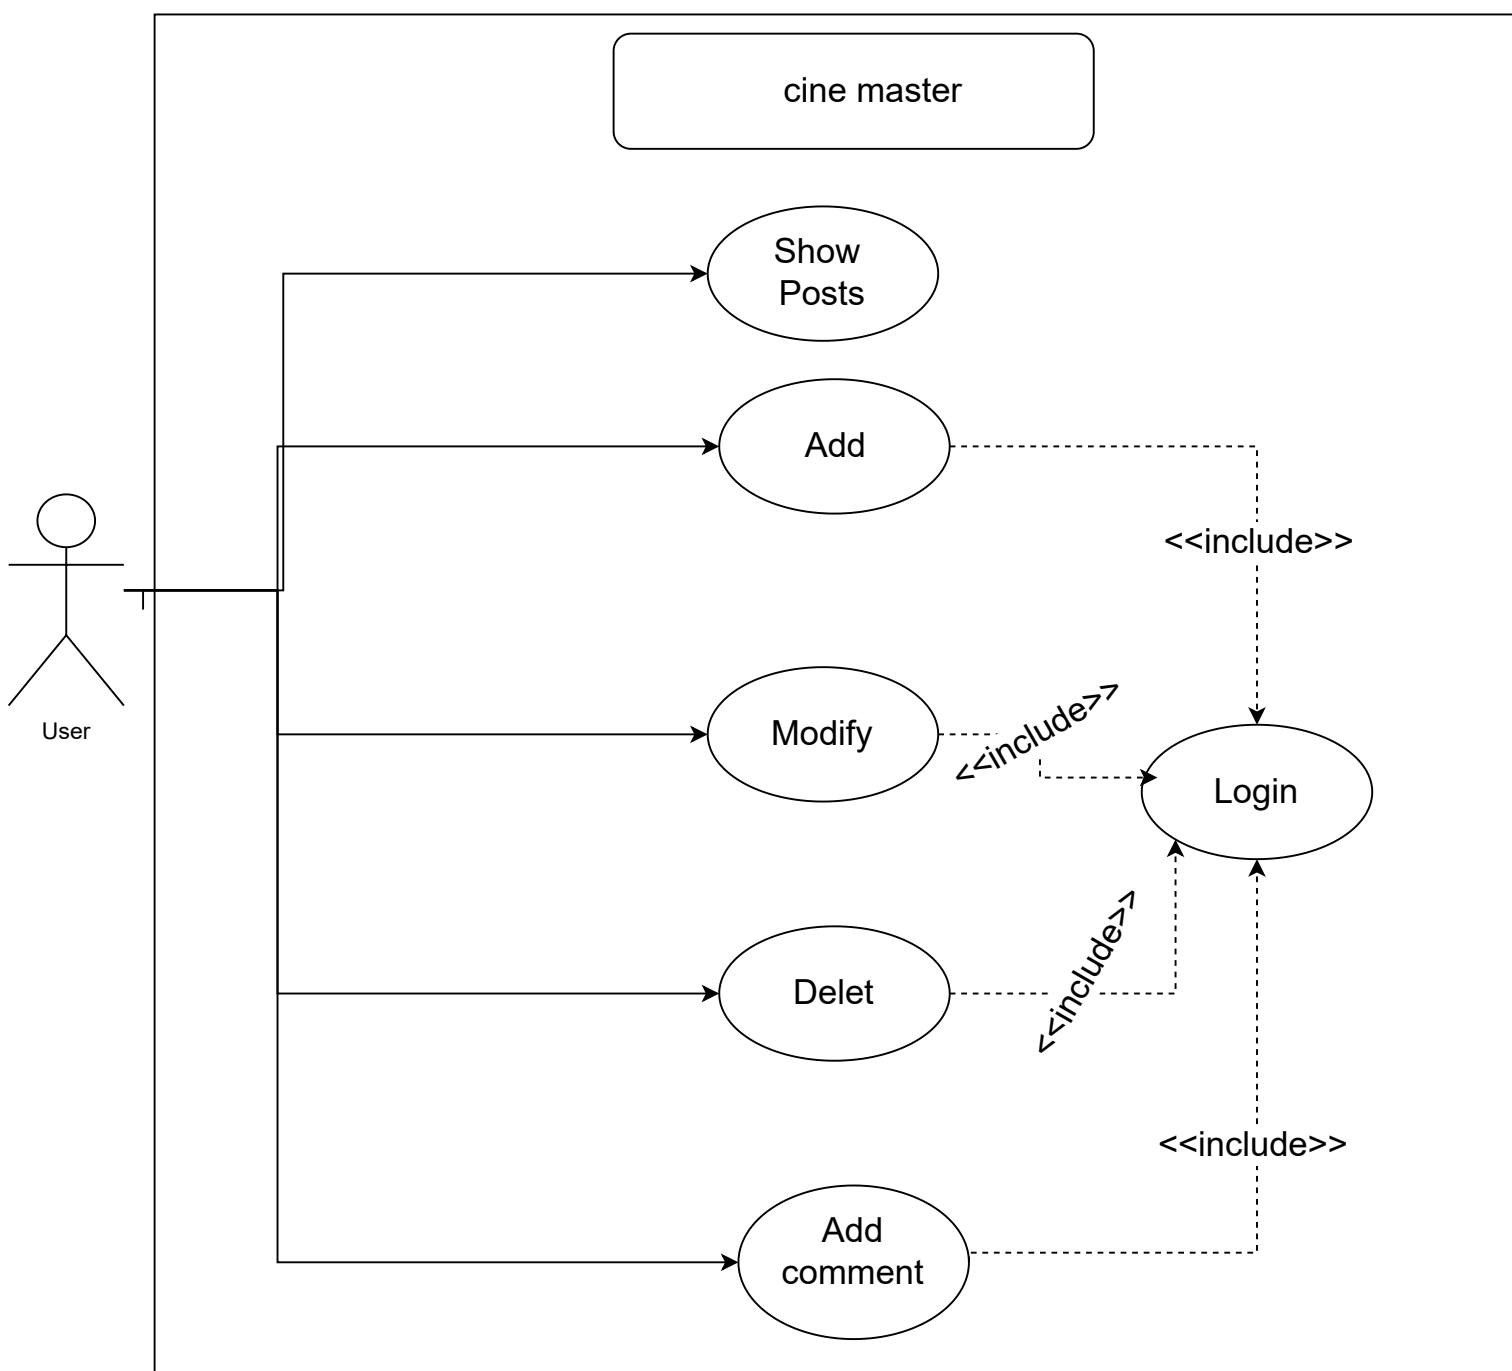 cine master
Show
Posts
Add
<<include>>
User
Modify
<<include>>
Login
Delet
<<include>>
<<include>>
Add
comment